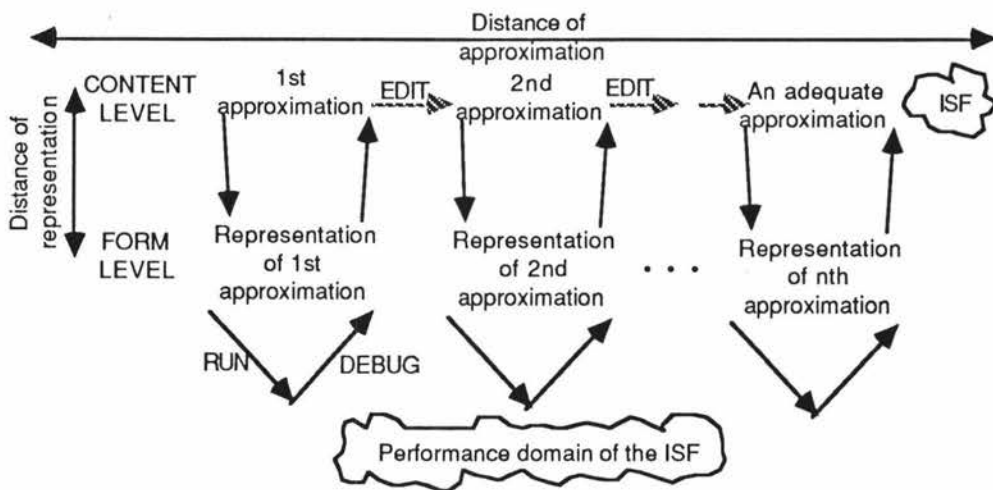 Distance of
approximation
Distance of
representation
CONTENT
LEVEL
1st
approximation
EDIT
2nd
approximation
EDIT
An adequate
approximation
ISF
FORM
LEVEL
Representation
of 1st
approximation
Representation
of 2nd
approximation
. . .
Representation
of nth
approximation
RUN
DEBUG
Performance domain of the ISF